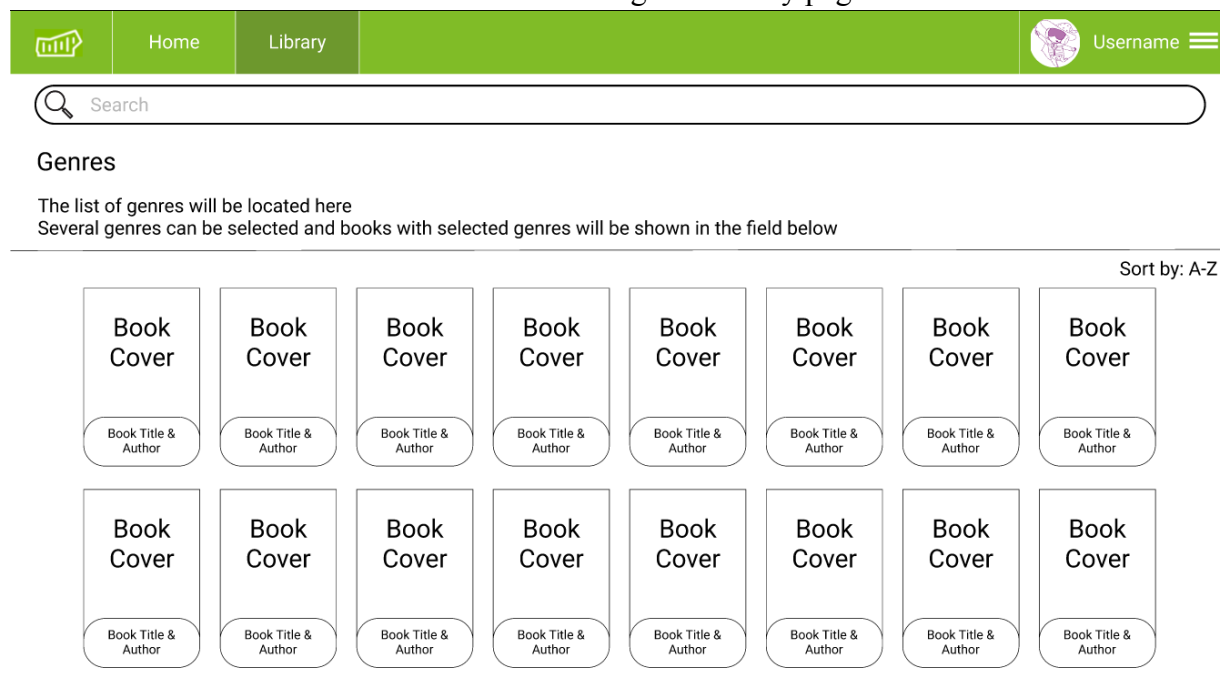 Home Library Username
Search
Genres
The list of genres will be located here
Several genres can be selected and books with selected genres will be shown in the field below
Sort by: A-Z
Book Book Book Book Book Book Book Book
Cover Cover Cover Cover Cover Cover Cover Cover
Book Title & Book Title & Book Title & Book Title & Book Title & Book Title & Book Title & Book Title &
Author Author Author Author Author Author Author Author
Book Book Book Book Book Book Book Book
Cover Cover Cover Cover Cover Cover Cover Cover
Book Title & Book Title & Book Title & Book Title & Book Title & Book Title & Book Title & Book Title &
Author Author Author Author Author Author Author Author